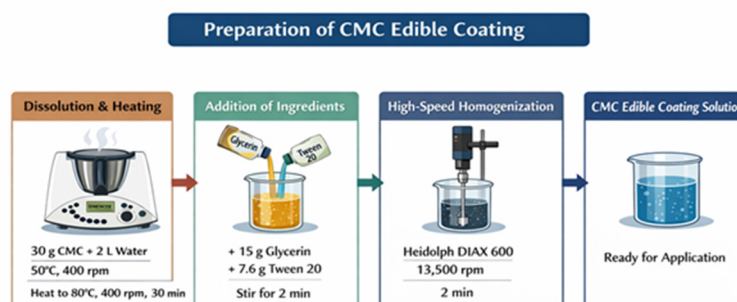 Preparation of CMC Edible Coating
Dissolution & Heating
30 g CMC + 2 L Water
50°C, 400 rpm
Heat to 80°C, 400 rpm, 30 min
Addition of Ingredients
Glycerin
Tween
20
+ 15 g Glycerin
+ 7.6 g Tween 20
Stir for 2 min
High-Speed Homogenization
Heidolph DIAX 600
13,500 rpm
2 min
CMC Edible Coating Solutio
Ready for Application